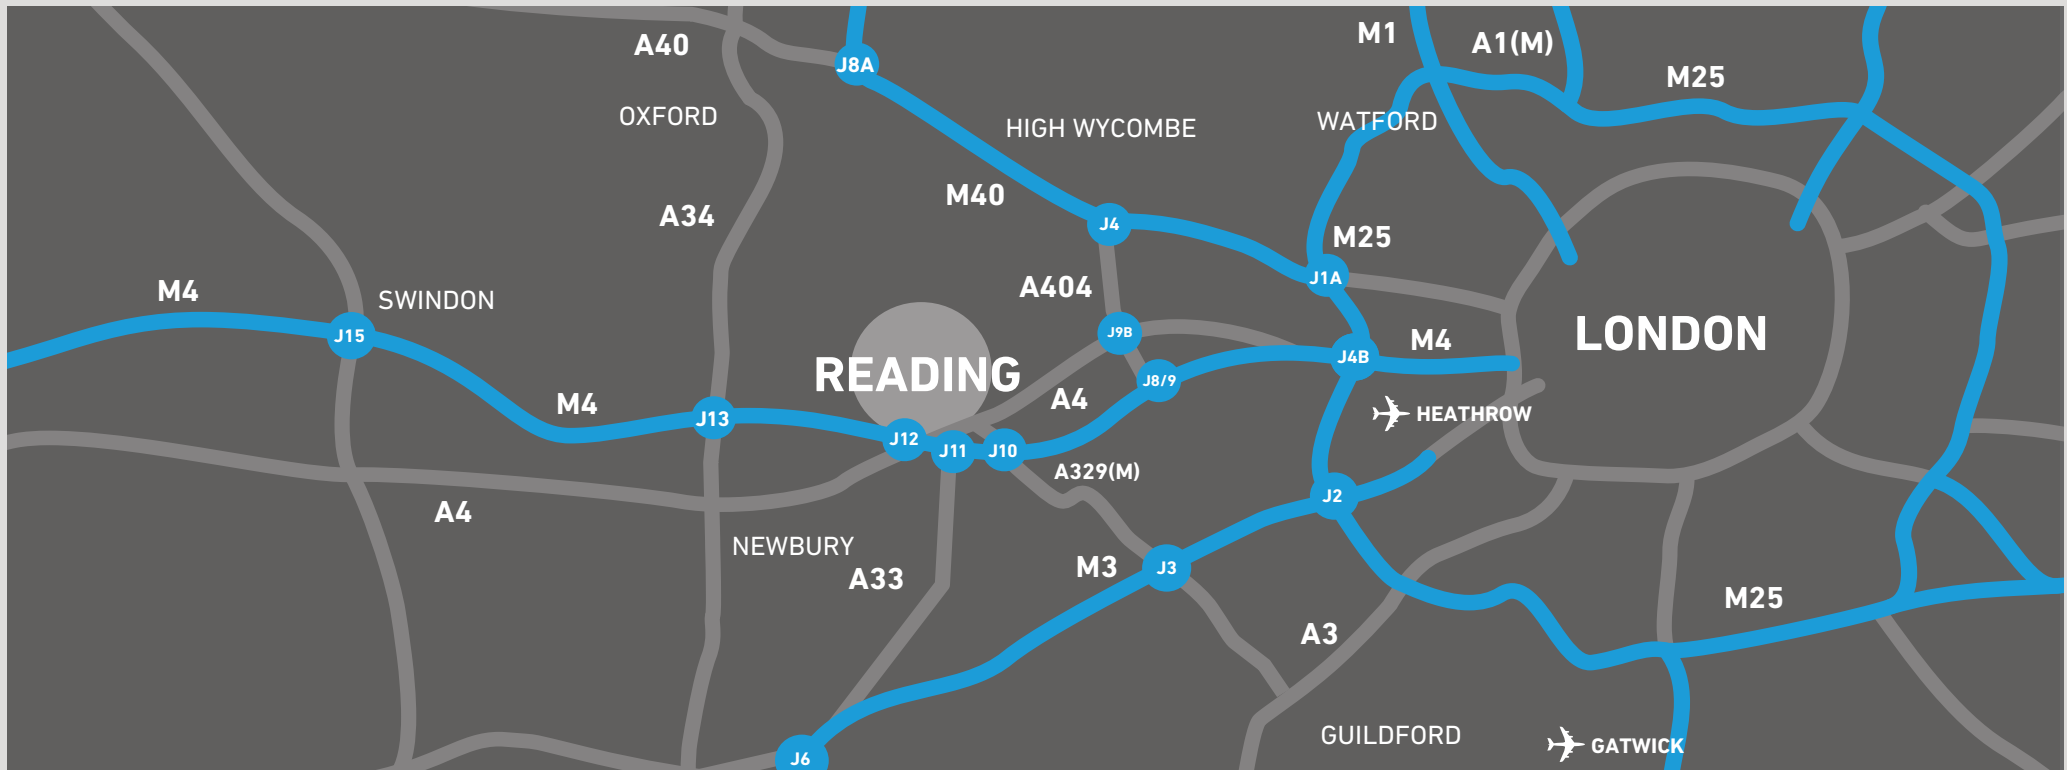 M1
A1(M)
A40
J8A
M25
OXFORD
HIGH WYCOMBE
WATFORD
M40
A34
J4
M25
J1A
A404
M4
SWINDON
J15
J9B
LONDON
M4
J4B
READING
J8/9
A4
M4
J13
HEATHROW
J12
J11
J10
A329(M)
J2
A4
NEWBURY
A33
M3
J3
M25
A3
GUILDFORD
GATWICK
J6